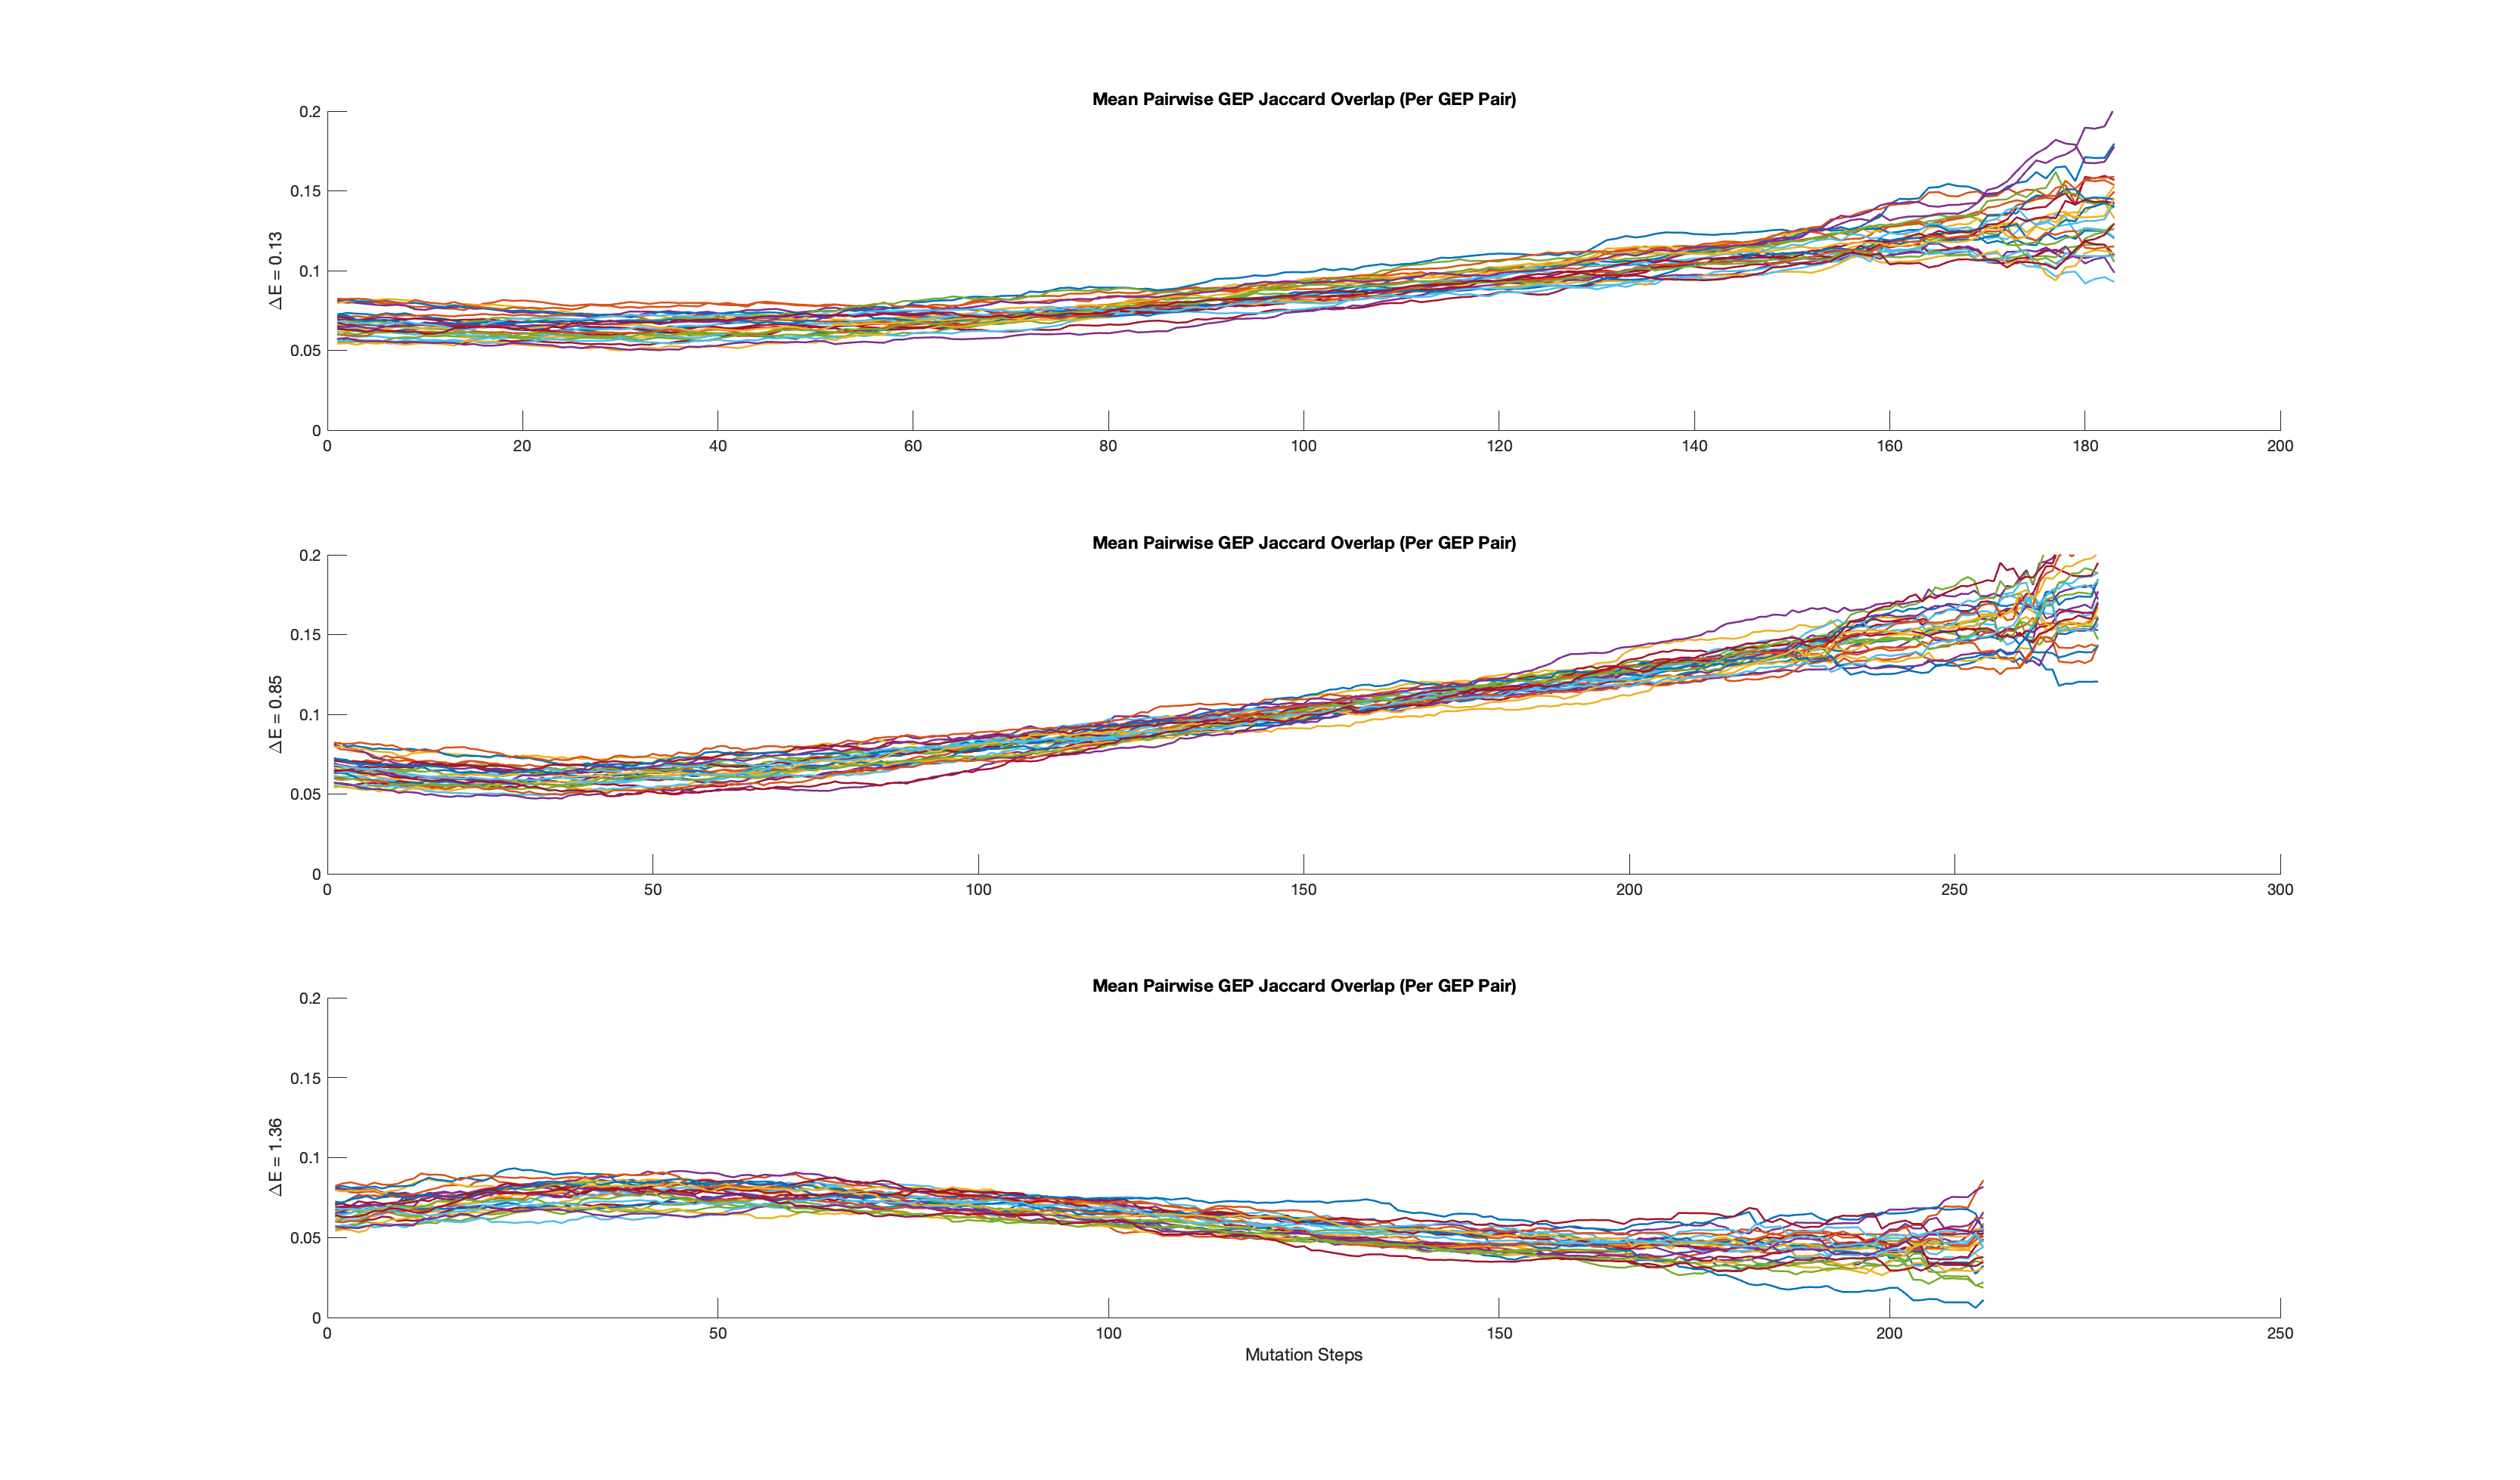 Mean Pairwise GEP Jaccard Overlap (Per GEP Pair)
0.2
0.15
0.1
0.05
0
△E = 0.13
0 20 40 60 80 100 120 140 160 180 200
Mean Pairwise GEP Jaccard Overlap (Per GEP Pair)
0.2
0.15
0.1
0.05
0
△E = 0.85
0 50 100 150 200 250 300
Mean Pairwise GEP Jaccard Overlap (Per GEP Pair)
0.2
0.15
0.1
0.05
0
△E = 1.36
0 50 100 150 200 250
Mutation Steps